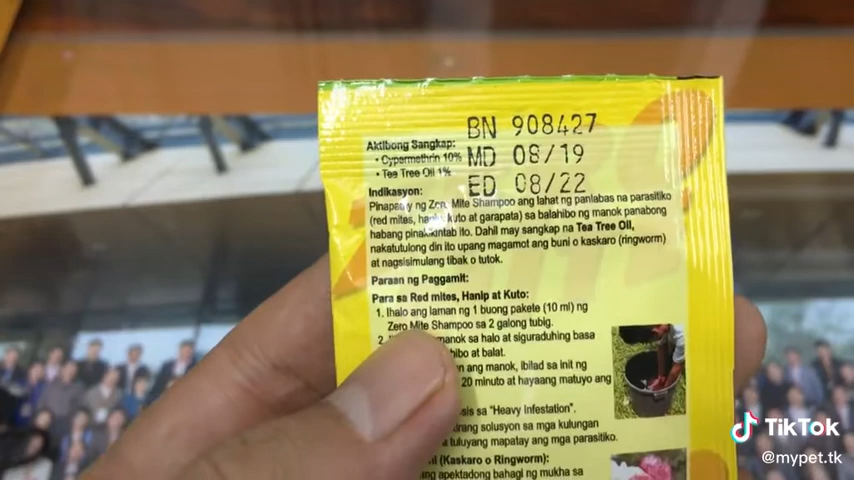 BN 908427
Aktibong Sangkap:
• Cypermethrin 10%
MD 08/19
• Tea Tree Oil 1%
ED 08/22
Indikasyon:
ng Mite Shampoo ang lahat ng panlabas na parasitiko
(red mites, kuto at garapata) sa balahibo ng manok panabong
habang ito. Dahil may sangkap na Tea Tree Oil,
nakatutulong din ito upang magamot ang buni o kaskaro (ringworm)
at nagsisimulang tibak o tutok.
Paraan ng Paggamit:
Para sa Red mites, Hanip at Kuto:
1. Ihalo ang laman ng 1 buong pakete (10 ml) ng
Zero Mite Shampoo sa 2 galong tubig.
2. manok sa halo at siguraduhing basa
at balat.
ang manok, ibilad sa init ng
20 minuto at hayaang matuyo ang
sa “Heavy Infestation”.
solusyon sa mga kulungan
tuluyang mapatay ang mga parasitiko.
(Kaskaro o Ringworm):
apektadong bahagi ng mukha sa
TikTok
@mypet.tk